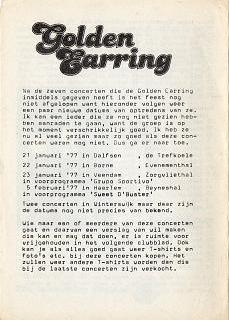 Golden
Earring
Na de zeven concerten die de Golden Earring
inmiddels gegeven heeft is het feest nog
niet afgelopen want hieronder volgen weer
een paar nieuwe datums van optredens van ze.
Ik kan een ieder die ze nog niet gezien heb-
ben aanraden te gaan, want de groep is op
het moment verschrikkelijk goed. Ik heb ze
nu al veel gezien maar zo goed als deze con-
certen waren nog niet. Dus ga er naar toe.
21 januari '77 in Dalfsen , de Trefkoele
22 januari '77 in Borne , Evenementhal
23 januari '77 in Veendam , Zorgvliethal
in voorprogramma 'Grupo Sportivo'
5 februari '77 in Haarlem , Beyneshal
in voorprogramma 'Sweet D'Buster'
Twee concerten in Winterswijk maar daar zijn
de datums nog niet precies van bekend.
Wie naar een of meerdere van deze concerten
gaat en daarvan een verslag van wil maken
die kan en mag dat doen, er is ruimte voor
vrijgehouden in het volgende clubblad. Ook
kan je als alles goed gaat weer T-shirts en
foto's etc. bij deze concerten kopen. Het
zullen weer andere T-shirts worden dan die
bij de laatste concerten zijn verkocht.